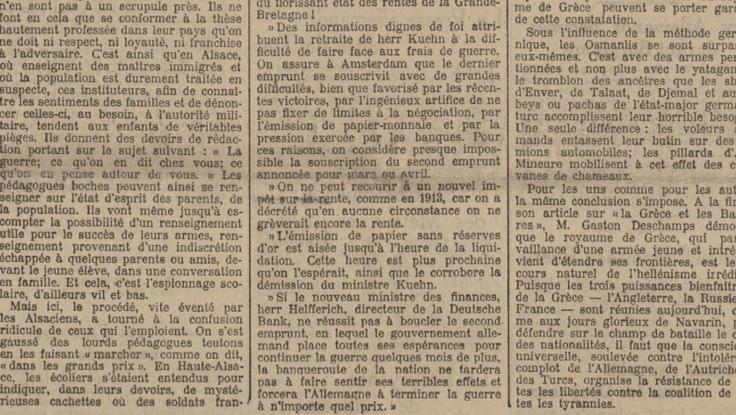 n'en sont pas à un scrupule près. Ils ne
font en cela que se conformer à la thèse
hautement professée dans leur pays qu'on
ne doit ni respect, ni loyauté, ni franchise
à l'adversaire. C'est ainsi qu'en Alsace,
où enseignent des maîtres immigrés et
où la population est durement traitée en
suspecte, ces instituteurs, afin de connaî-
tre les sentiments des familles et de dénon-
cer celles-ci, au besoin, à l'autorité mili-
taire, tendent aux enfants de véritables
pièges. Ils donnent des devoirs de rédac-
tion portant sur le sujet suivant : « La
guerre; ce qu'on en dit chez vous; ce
qu'on en pense autour de vous. » Les
pédagogues boches peuvent ainsi se ren-
seigner sur l'état d'esprit des parents, de
la population. Ils vont même jusqu'à es-
compter la possibilité d'un renseignement
utile pour le succès de leurs armes, ren-
seignement provenant d'une indiscrétion
échappée à quelques parents ou amis, de-
vant le jeune élève, dans une conversation
en famille. Et cela, c'est l'espionnage sco-
laire, d'ailleurs vil et bas.
Mais ici, le procédé, vite éventé par
les Alsaciens, a tourné à la confusion
ridicule de ceux qui l'emploient. On s'est
gaussé des lourds pédagogues teutons
en les faisant « marcher », comme on dit,
« dans les grands prix ». En Haute-Alsa-
ce, les écoliers s'étaient entendus pour
indiquer, dans leurs devoirs, de mysté-
rieuses cachettes où des soldats fran-
du florissant état des rentes de la Grande-
Bretagne !
» Des informations dignes de foi attri-
buent la retraite de herr Kuehn à la dif-
ficulté de faire face aux frais de guerre.
On assure à Amsterdam que le dernier
emprunt se souscrivit avec de grandes
difficultés, bien que favorisé par les récen-
tes victoires, par l'ingénieux artifice de ne
pas fixer de limites à la négociation, par
l'émission de papier-monnaie et par la
pression exercée par les banques. Pour
ces raisons, on considère presque impos-
sible la souscription du second emprunt
annoncée pour mars ou avril.
» On ne peut recourir à un nouvel im-
pôt sur la rente, comme en 1913, car on a
décrété qu'en aucune circonstance on ne
grèverait encore la rente.
» L'émission de papier sans réserves
d'or est aisée jusqu'à l'heure de la liqui-
dation. Cette heure est plus prochaine
qu'on l'espérait, ainsi que le corrobore la
démission du ministre Kuehn.
» Si le nouveau ministre des finances,
herr Helfferich, directeur de la Deutsche
Bank, ne réussit pas à boucler le second
emprunt, en lequel le gouvernement alle-
mand place toutes ses espérances pour
continuer la guerre quelques mois de plus,
la banqueroute de la nation ne tardera
pas à faire sentir ses terribles effets et
forcera l'Allemagne à terminer la guerre
à n'importe quel prix. »
me de Grèce peuvent se porter gara
de cette constatation.
Sous l'influence de la méthode ger
nique, les Osmanlis se sont surpas
eux-mêmes. C'est avec des armes per
tionnées et non plus avec le yatagan
le tromblon des ancêtres que les sb
d'Enver, de Talaat, de Djemal et au
beys ou pachas de l'état-major germa
turc accomplissent leur horrible besog
Une seule différence : les voleurs
mands entassent leur butin sur des
mions automobiles; les pillards d'
Mineure mobilisent à cet effet des c
vanes de chameaux.
Pour les uns comme pour les aut
la même conclusion s'impose. A la fin
son article sur « la Grèce et les Ba
res », M. Gaston Deschamps démo
que le royaume de Grèce, qui par
vaillance d'une armée jeune et intré
vient d'étendre ses frontières, est le
cours naturel de l'hellénisme irrédi
Puisque les trois puissances bienfaitr
de la Grèce — l'Angleterre, la Russie
France — sont réunies aujourd'hui, c
me aux jours glorieux de Navarin, p
défendre sur le champ de bataille le d
des nationalités, il faut que la consc
universelle, soulevée contre l'intolér
complot de l'Allemagne, de l'Autrich
des Turcs, organise la résistance de
tes les libertés contre la coalition de
tes les tyrannies.